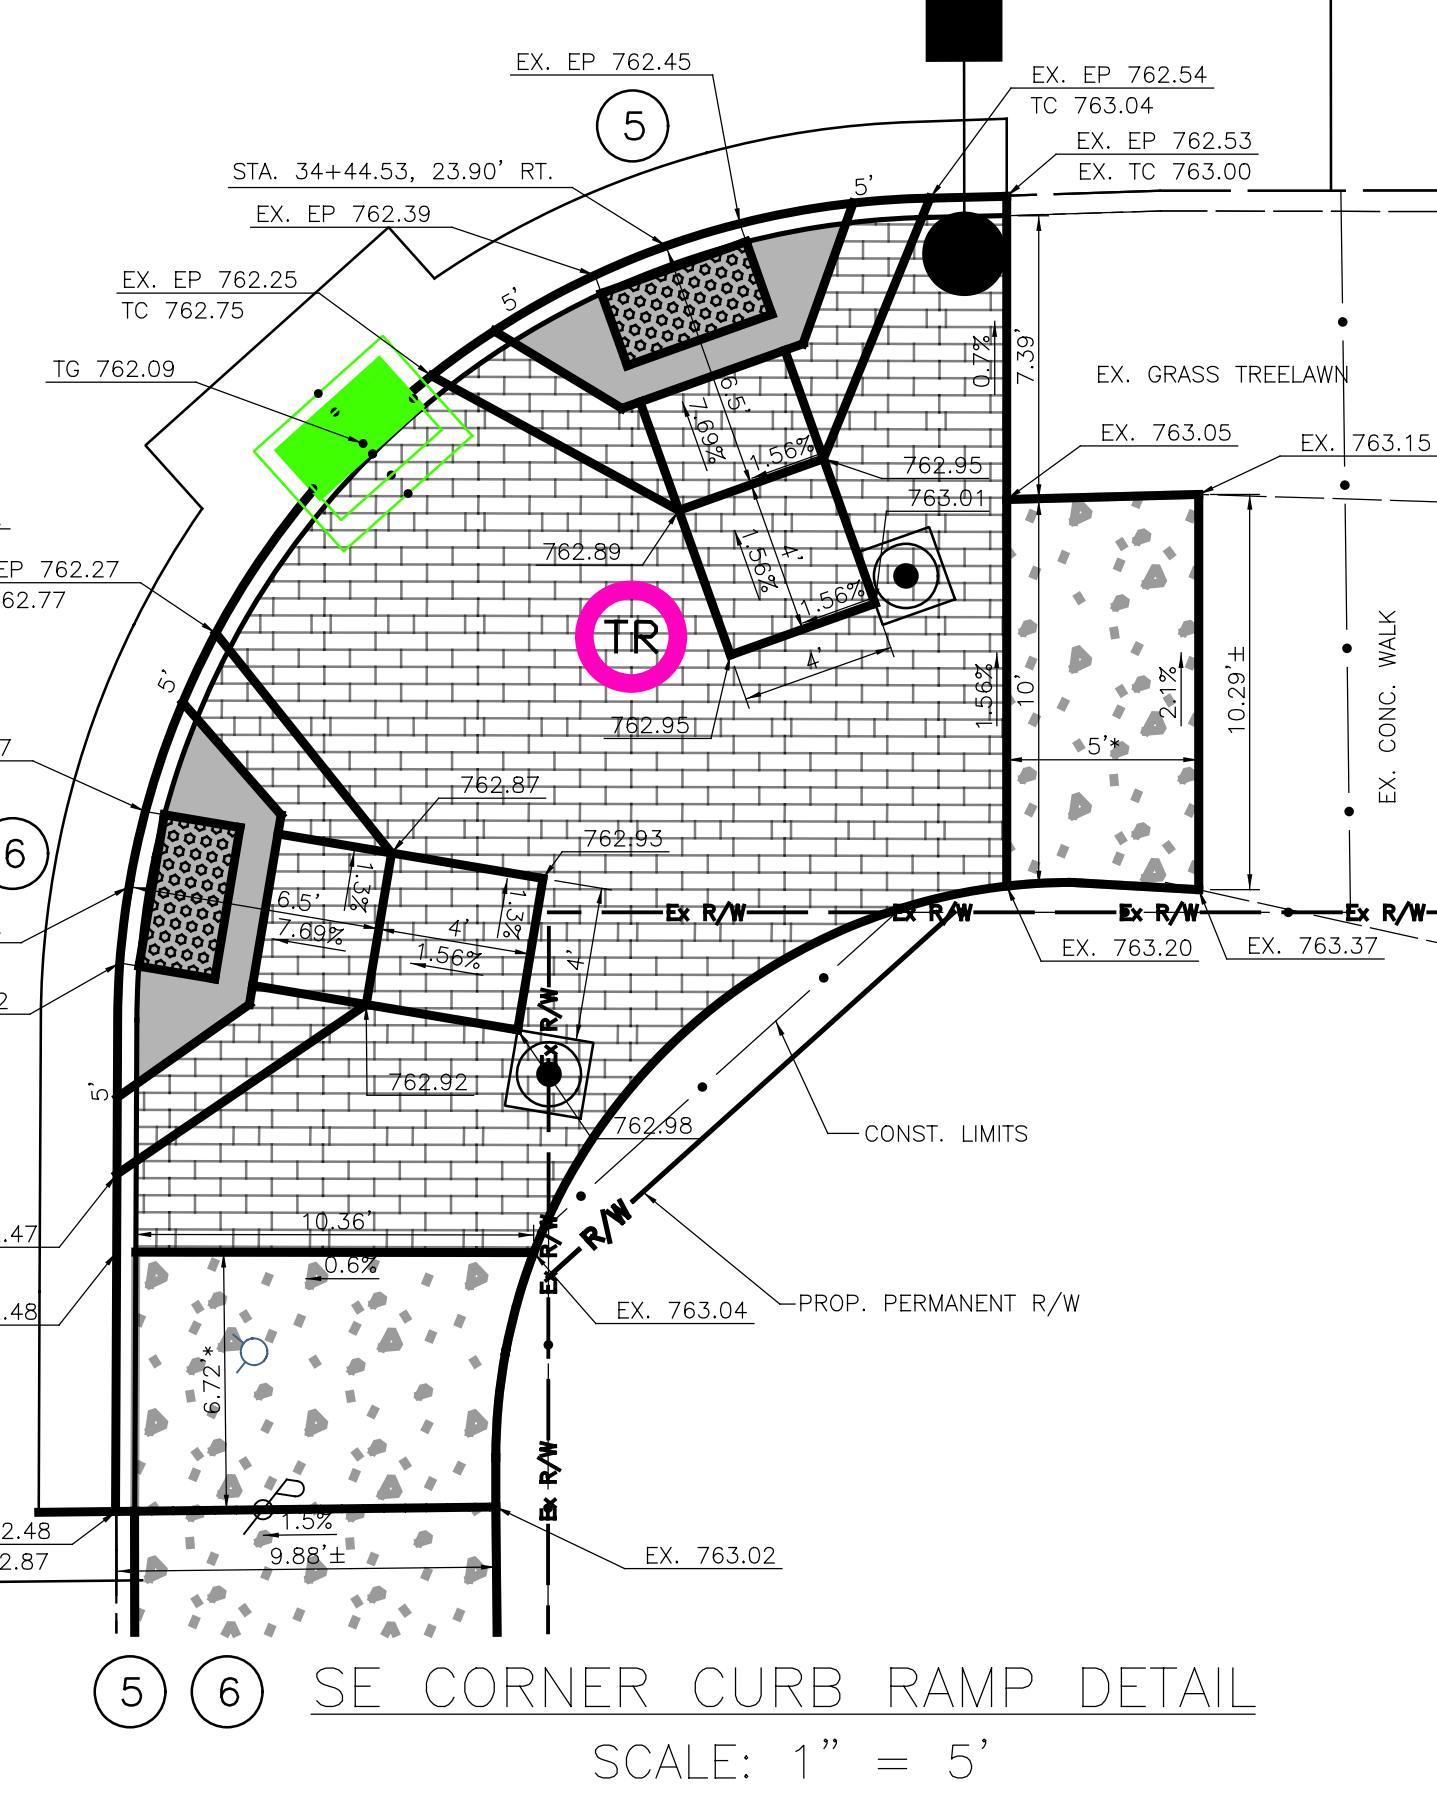 EX. EP 762.45
5
EX. EP 762.54
TC 763.04
EX. EP 762.53
EX. TC 763.00
STA. 34+44.53, 23.90' RT.
5'
EX. EP 762.39
EX. EP 762.25
TC 762.75
5'
TG 762.09
0.7%
7.39'
EX. GRASS TREELAWN
6.5'
7.69%
1.56%
EX. 763.05
EX. 763.15
762.95
763.01
762.89
4'
1.56%
1.56%
EP 762.27
62.77
TR
4'
5'
762.95
1.56%
10'
2.11%
10.29'±
EX. CONC. WALK
5'*
7
762.87
762.93
6
1.3%
6.5'
7.69%
4'
1.56%
1.3%
4'
Ex R/W
Ex R/W
Ex R/W
Ex R/W
EX. 763.20
EX. 763.37
2
Ex R/W
762.92
5'
762.98
CONST. LIMITS
10.36'
.47
R/W
Ex R/W
0.6%
.48
EX. 763.04
PROP. PERMANENT R/W
6.72'*
Ex R/W
2.48
2.87
1.5%
9.88'±
EX. 763.02
5 6 SE CORNER CURB RAMP DETAIL
SCALE: 1" = 5'